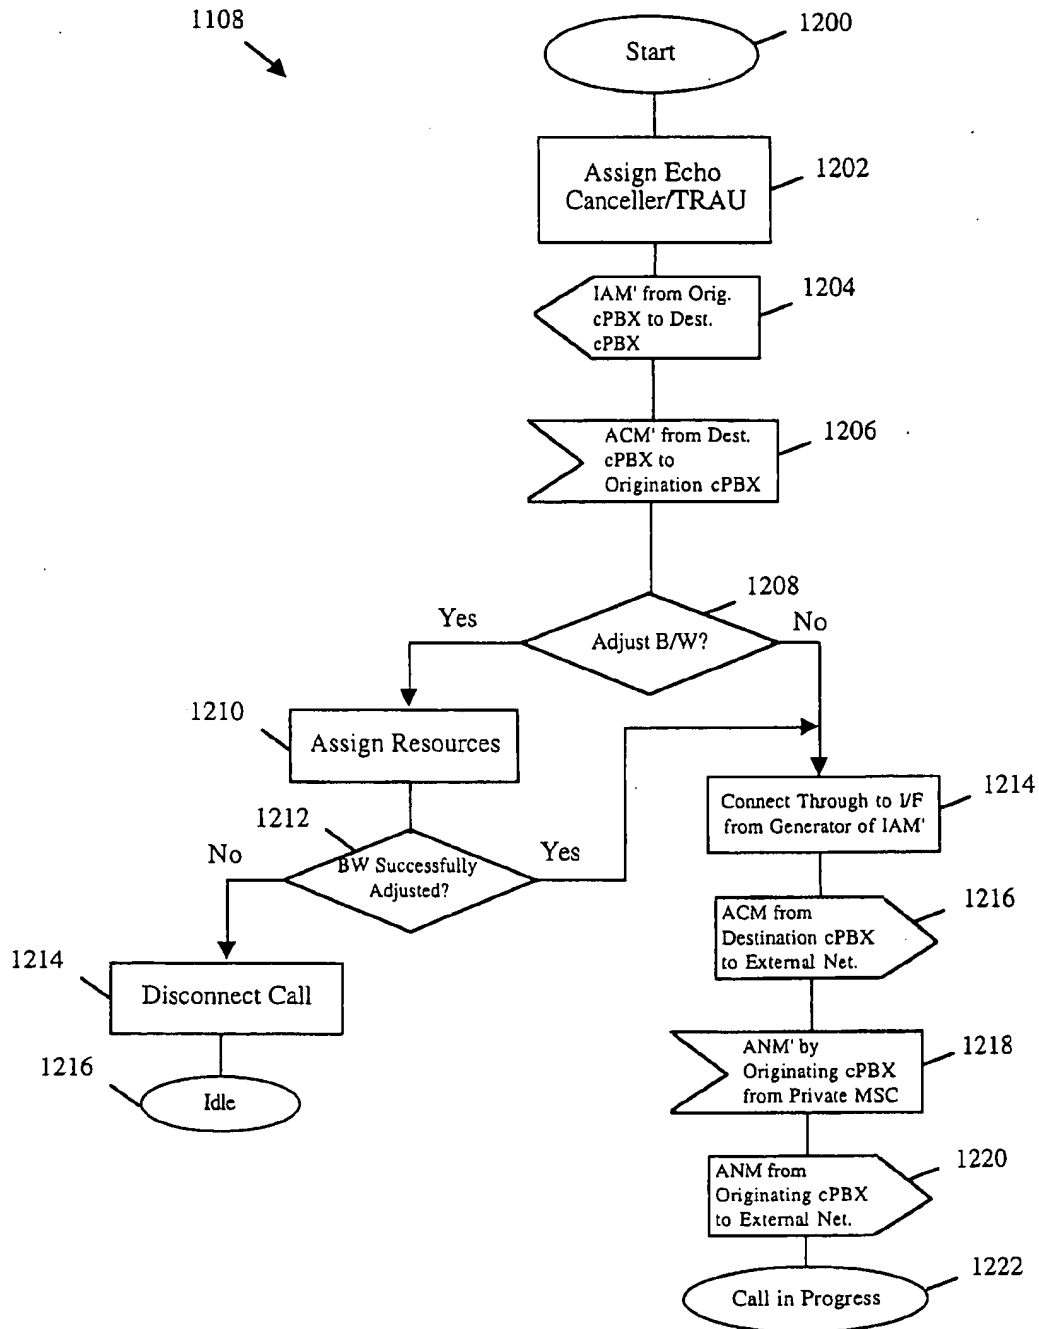 1108
1200
Start
Assign Echo
Canceller/TRAU
1202
IAM' from Orig.
cPBX to Dest.
cPBX
1204
ACM' from Dest.
cPBX to
Origination cPBX
1206
1208
Yes
Adjust B/W?
No
1210
Assign Resources
1214
Connect Through to I/F
from Generator of IAM'
1212
No
BW Successfully
Adjusted?
Yes
1216
ACM from
Destination cPBX
to External Net.
1214
Disconnect Call
1218
ANM' by
Originating cPBX
from Private MSC
1216
Idle
1220
ANM from
Originating cPBX
to External Net.
1222
Call in Progress